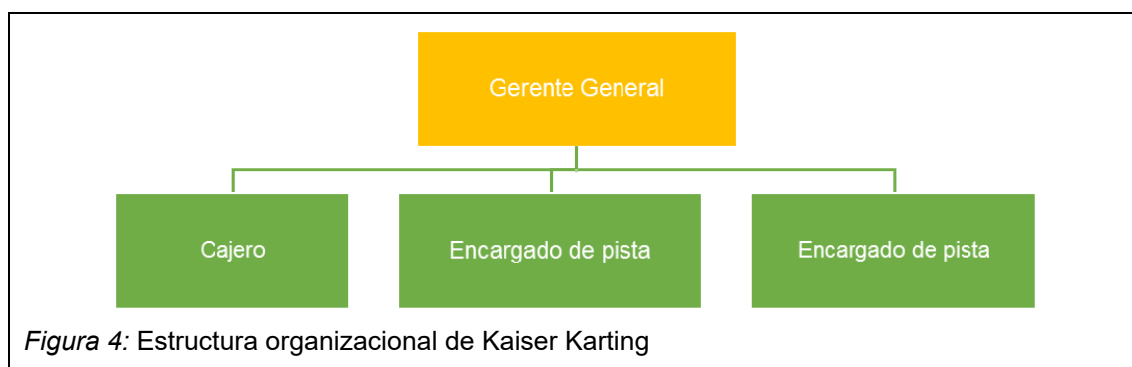 Gerente General
Cajero
Encargado de pista
Encargado de pista
Figura 4: Estructura organizacional de Kaiser Karting